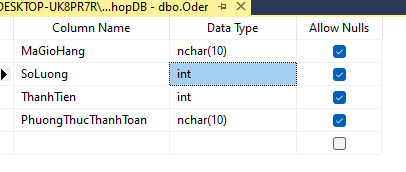 DESKTOP-UK8PR7R\...hopDB - dbo.Oder
Column Name Data Type Allow Nulls
MaGioHang nchar(10)
SoLuong int
ThanhTien int
PhuongThucThanhToan nchar(10)